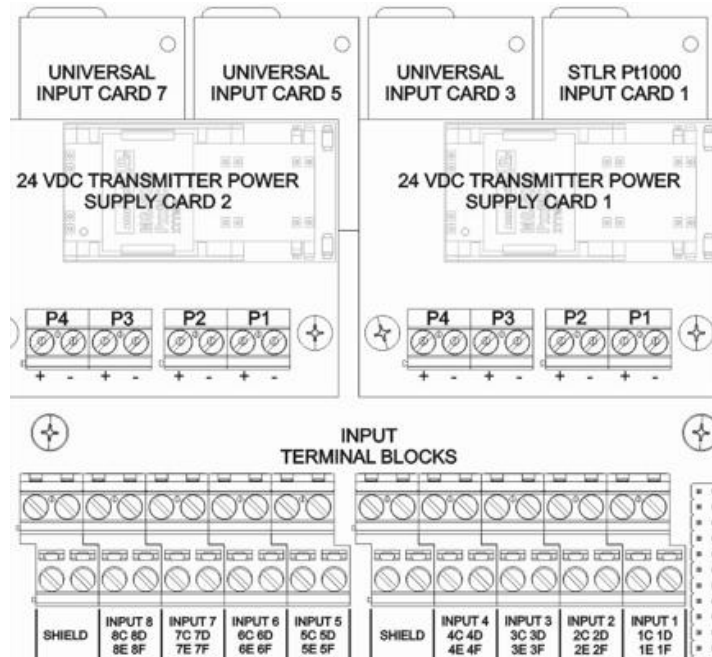 UNIVERSAL
INPUT CARD 7
UNIVERSAL
INPUT CARD 5
UNIVERSAL
INPUT CARD 3
STLR Pt1000
INPUT CARD 1
24 VDC TRANSMITTER POWER
SUPPLY CARD 2
24 VDC TRANSMITTER POWER
SUPPLY CARD 1
P4 P3 P2 P1
+ - + - + - + -
P4 P3 P2 P1
+ - + - + - + -
INPUT
TERMINAL BLOCKS
SHIELD
INPUT 8
8C 8D
8E 8F
INPUT 7
7C 7D
7E 7F
INPUT 6
6C 6D
6E 6F
INPUT 5
5C 5D
5E 5F
SHIELD
INPUT 4
4C 4D
4E 4F
INPUT 3
3C 3D
3E 3F
INPUT 2
2C 2D
2E 2F
INPUT 1
1C 1D
1E 1F